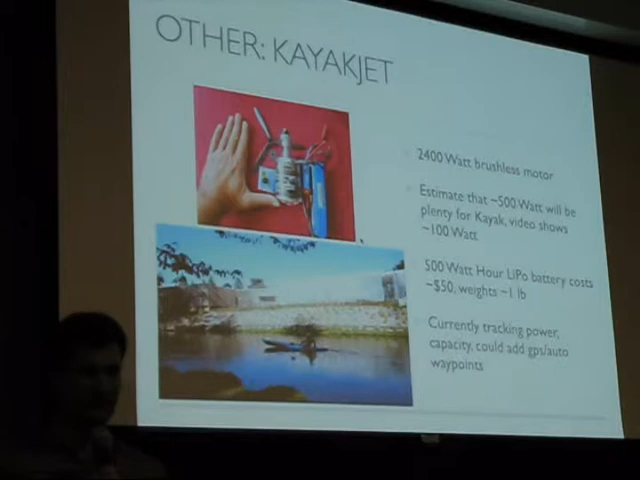 OTHER: KAYAKJET
2400 Watt brushless motor
Estimate that ~500 Watt will be
plenty for Kayak, video shows
~100 Watt
500 Watt Hour LiPo battery costs
~$50, weights ~1 lb
Currently tracking power,
capacity, could add gps/auto
waypoints